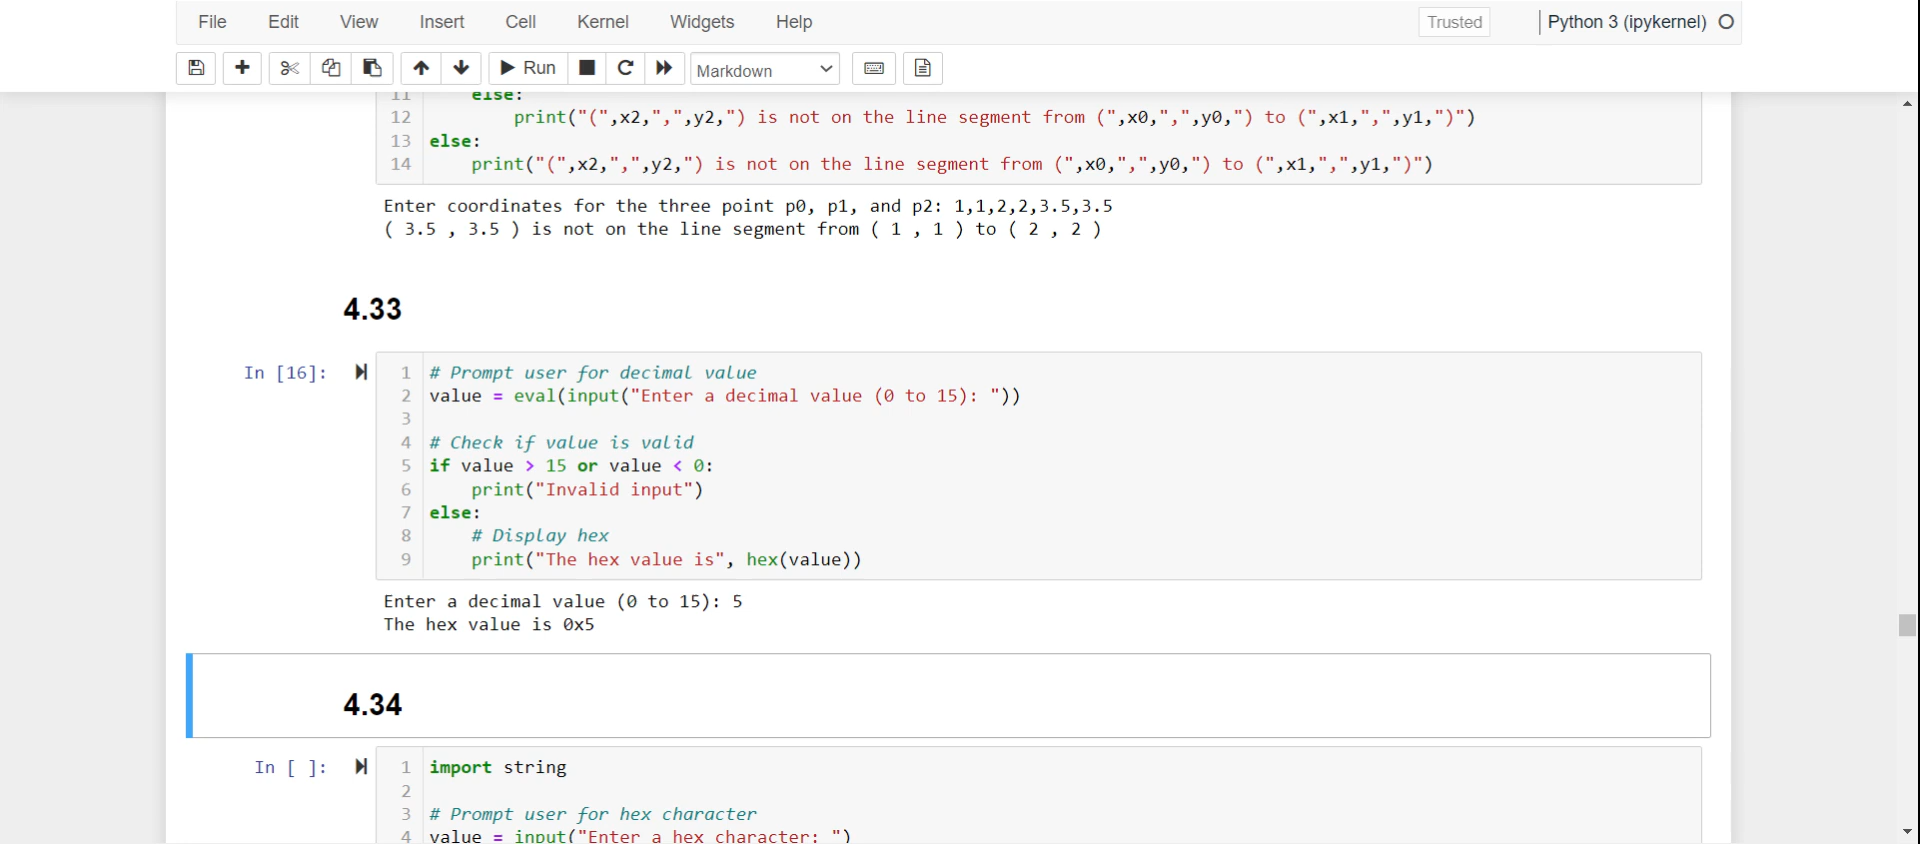 File Edit View Insert Cell Kernel Widgets Help Trusted Python 3 (ipykernel)
Run Markdown
11     else:
12         print("(",x2,",",y2,") is not on the line segment from (",x0,",",y0,") to (",x1,",",y1,")")
13 else:
14     print("(",x2,",",y2,") is not on the line segment from (",x0,",",y0,") to (",x1,",",y1,")")
Enter coordinates for the three point p0, p1, and p2: 1,1,2,2,3.5,3.5
( 3.5 , 3.5 ) is not on the line segment from ( 1 , 1 ) to ( 2 , 2 )
4.33
In [16]: 1 # Prompt user for decimal value
2 value = eval(input("Enter a decimal value (0 to 15): "))
3
4 # Check if value is valid
5 if value > 15 or value < 0:
6     print("Invalid input")
7 else:
8     # Display hex
9     print("The hex value is", hex(value))
Enter a decimal value (0 to 15): 5
The hex value is 0x5
4.34
In [ ]: 1 import string
2
3 # Prompt user for hex character
4 value = input("Enter a hex character: ")